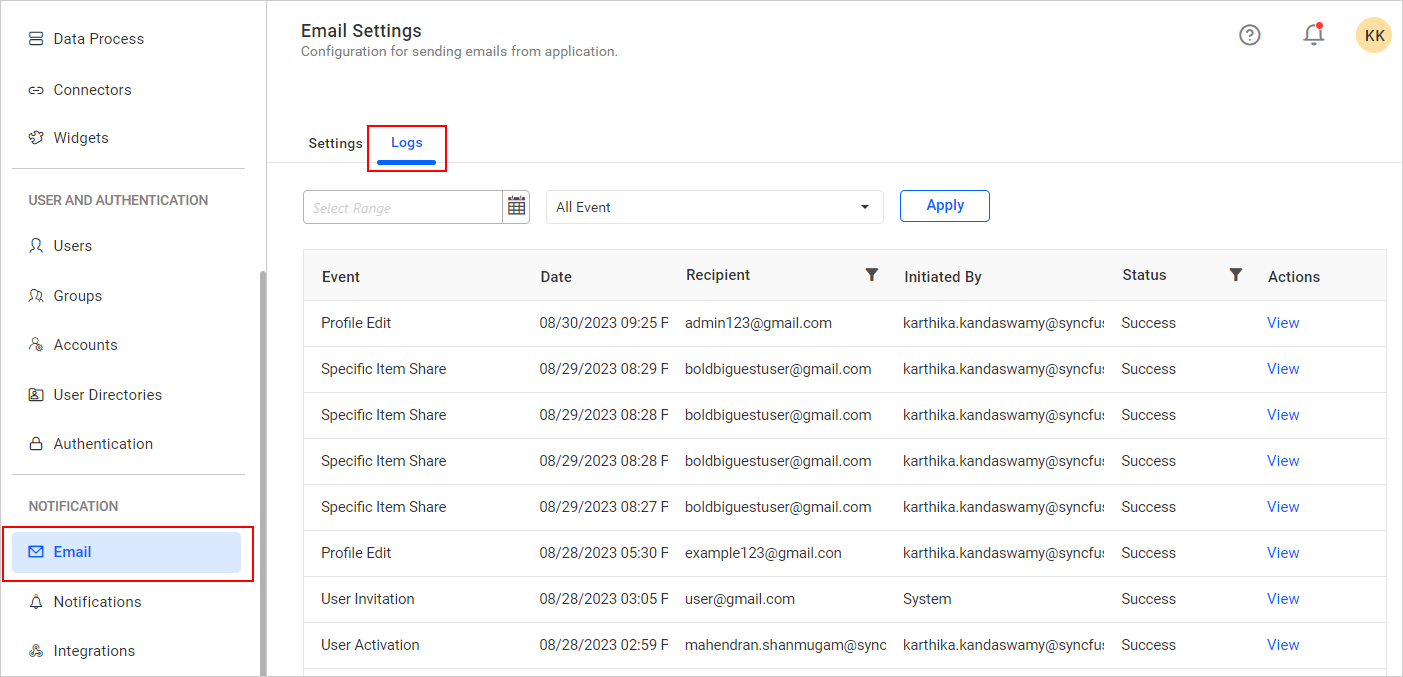 Data Process
Connectors
Widgets
USER AND AUTHENTICATION
Users
Groups
Accounts
User Directories
Authentication
NOTIFICATION
Email
Notifications
Integrations
Email Settings
Configuration for sending emails from application.
KK
Settings Logs
Select Range All Event Apply
Event Date Recipient Initiated By Status Actions
Profile Edit 08/30/2023 09:25 P admin123@gmail.com karthika.kandaswamy@syncfus Success View
Specific Item Share 08/29/2023 08:29 P boldbiguestuser@gmail.com karthika.kandaswamy@syncfus Success View
Specific Item Share 08/29/2023 08:28 P boldbiguestuser@gmail.com karthika.kandaswamy@syncfus Success View
Specific Item Share 08/29/2023 08:28 P boldbiguestuser@gmail.com karthika.kandaswamy@syncfus Success View
Specific Item Share 08/29/2023 08:27 P boldbiguestuser@gmail.com karthika.kandaswamy@syncfus Success View
Profile Edit 08/28/2023 05:30 P example123@gmail.con karthika.kandaswamy@syncfus Success View
User Invitation 08/28/2023 03:05 P user@gmail.com System Success View
User Activation 08/28/2023 02:59 P mahendran.shanmugam@sync karthika.kandaswamy@syncfus Success View